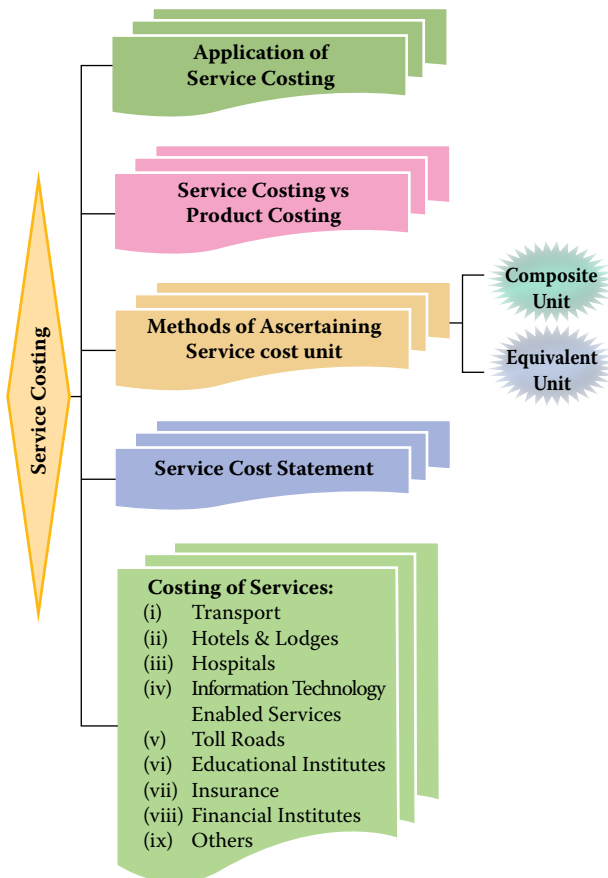 Service Costing
Application of
Service Costing
Service Costing vs
Product Costing
Methods of Ascertaining
Service cost unit
Composite
Unit
Equivalent
Unit
Service Cost Statement
Costing of Services:
(i) Transport
(ii) Hotels & Lodges
(iii) Hospitals
(iv) Information Technology
Enabled Services
(v) Toll Roads
(vi) Educational Institutes
(vii) Insurance
(viii) Financial Institutes
(ix) Others